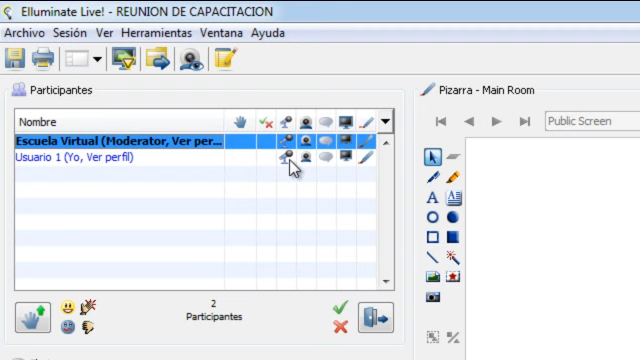 Elluminate Live! - REUNION DE CAPACITACION
Archivo Sesión Ver Herramientas Ventana Ayuda
Participantes
Pizarra - Main Room
Nombre
Public Screen
Escuela Virtual (Moderator, Ver per...
Usuario 1 (Yo, Ver perfil)
A A
2
Participantes